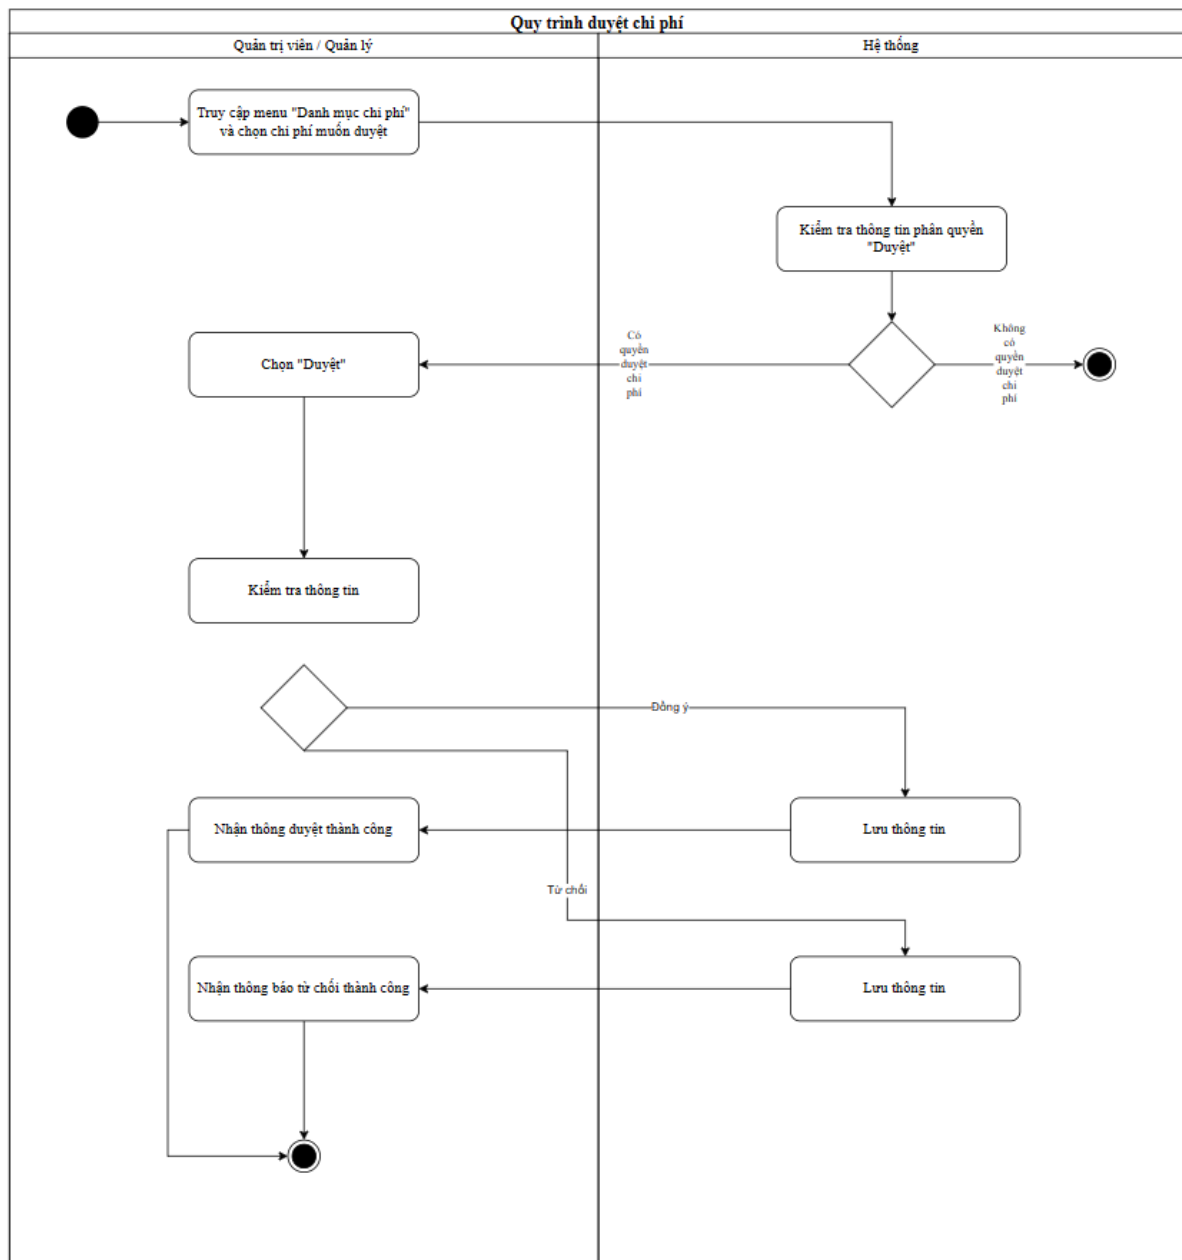 Quy trình duyệt chi phí
Quản trị viên / Quản lý
Hệ thống
Truy cập menu "Danh mục chi phí"
và chọn chi phí muốn duyệt
Kiểm tra thông tin phân quyền
"Duyệt"
Có
quyền
duyệt
chi
phí
Không
có
quyền
duyệt
chi
phí
Chọn "Duyệt"
Kiểm tra thông tin
Đồng ý
Nhận thông duyệt thành công
Lưu thông tin
Từ chối
Nhận thông báo từ chối thành công
Lưu thông tin